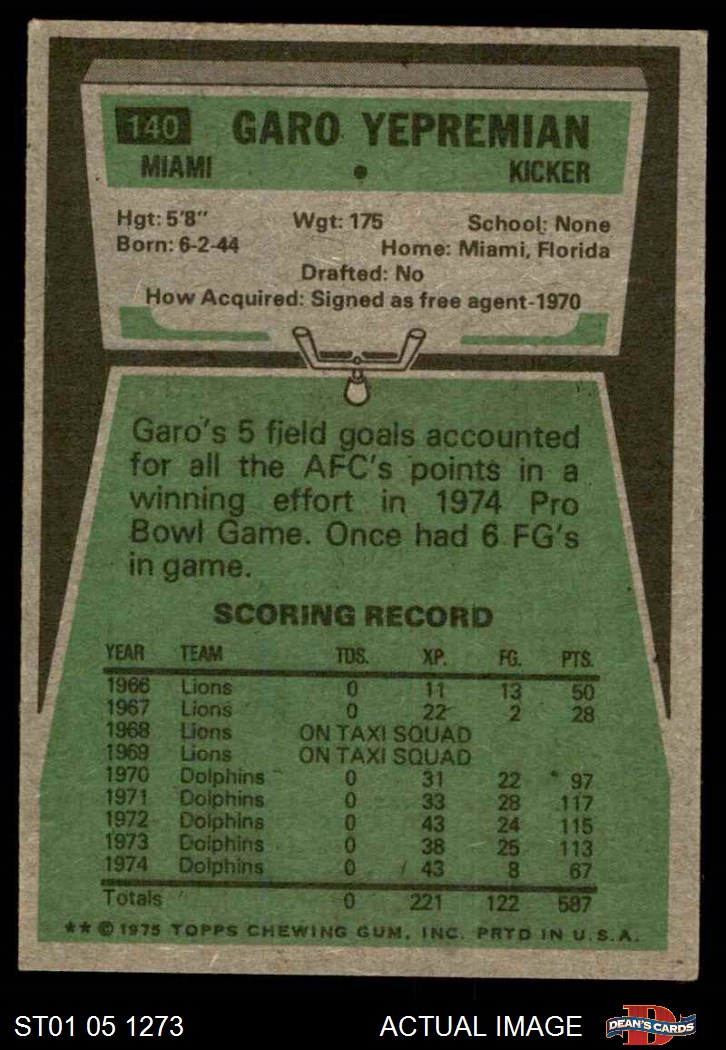 140 GARO YEPREMIAN
MIAMI • KICKER
Hgt: 5'8" Wgt: 175 School: None
Born: 6-2-44 Home: Miami, Florida
Drafted: No
How Acquired: Signed as free agent-1970
Garo's 5 field goals accounted
for all the AFC's points in a
winning effort in 1974 Pro
Bowl Game. Once had 6 FG's
in game.
SCORING RECORD
YEAR TEAM TDS. XP. FG. PTS.
1966 Lions 0 11 13 50
1967 Lions 0 22 2 28
1968 Lions ON TAXI SQUAD
1969 Lions ON TAXI SQUAD
1970 Dolphins 0 31 22 97
1971 Dolphins 0 33 28 117
1972 Dolphins 0 43 24 115
1973 Dolphins 0 38 25 113
1974 Dolphins 0 43 8 67
Totals 0 221 122 587
** © 1975 TOPPS CHEWING GUM, INC. PRTD IN U.S.A.
ST01 05 1273 ACTUAL IMAGE D DEAN'S CARDS